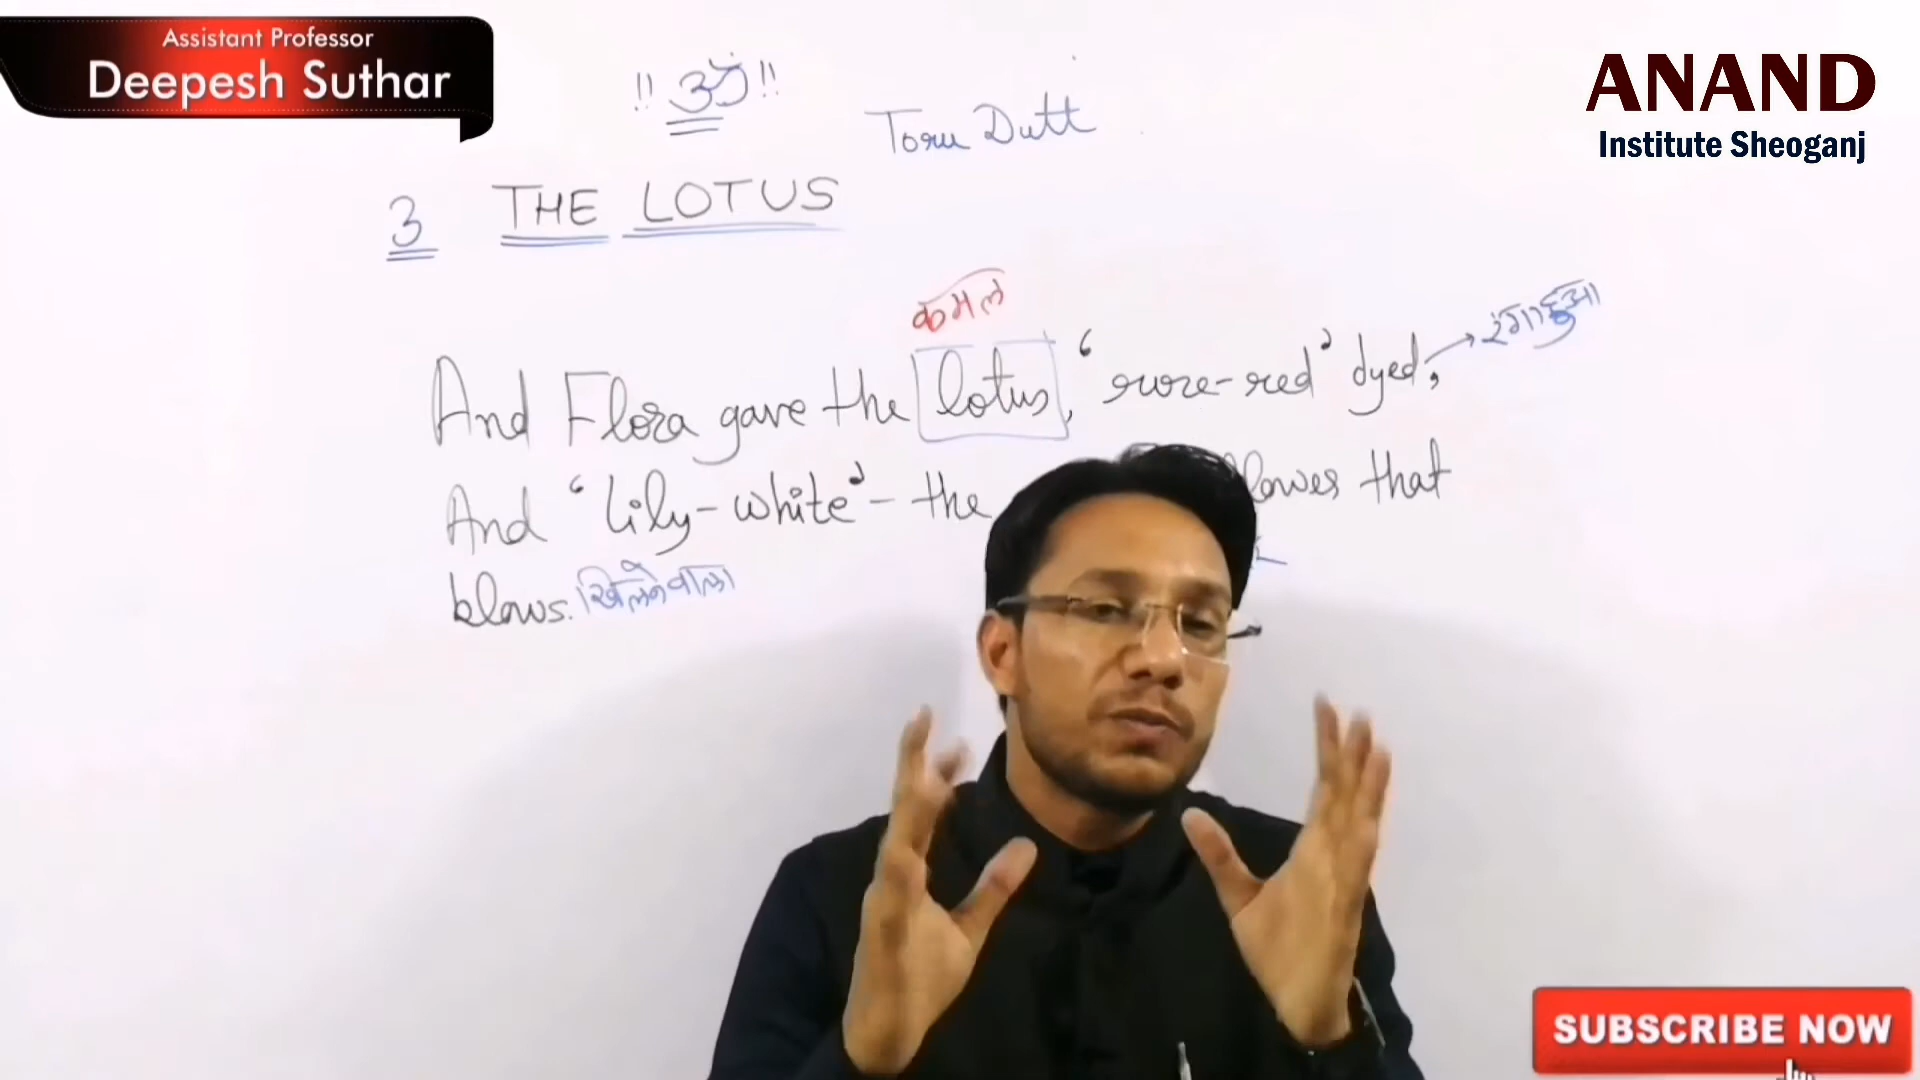 Assistant Professor
Deepesh Suthar
!! ॐ !!
Toru Dutt
ANAND
Institute Sheoganj
3 THE LOTUS
कमल
रंगा हुआ
And Flora gave the lotus, 'rose-red' dyed,
And 'lily-white' - the flower that
blows. खिलने वाला
SUBSCRIBE NOW